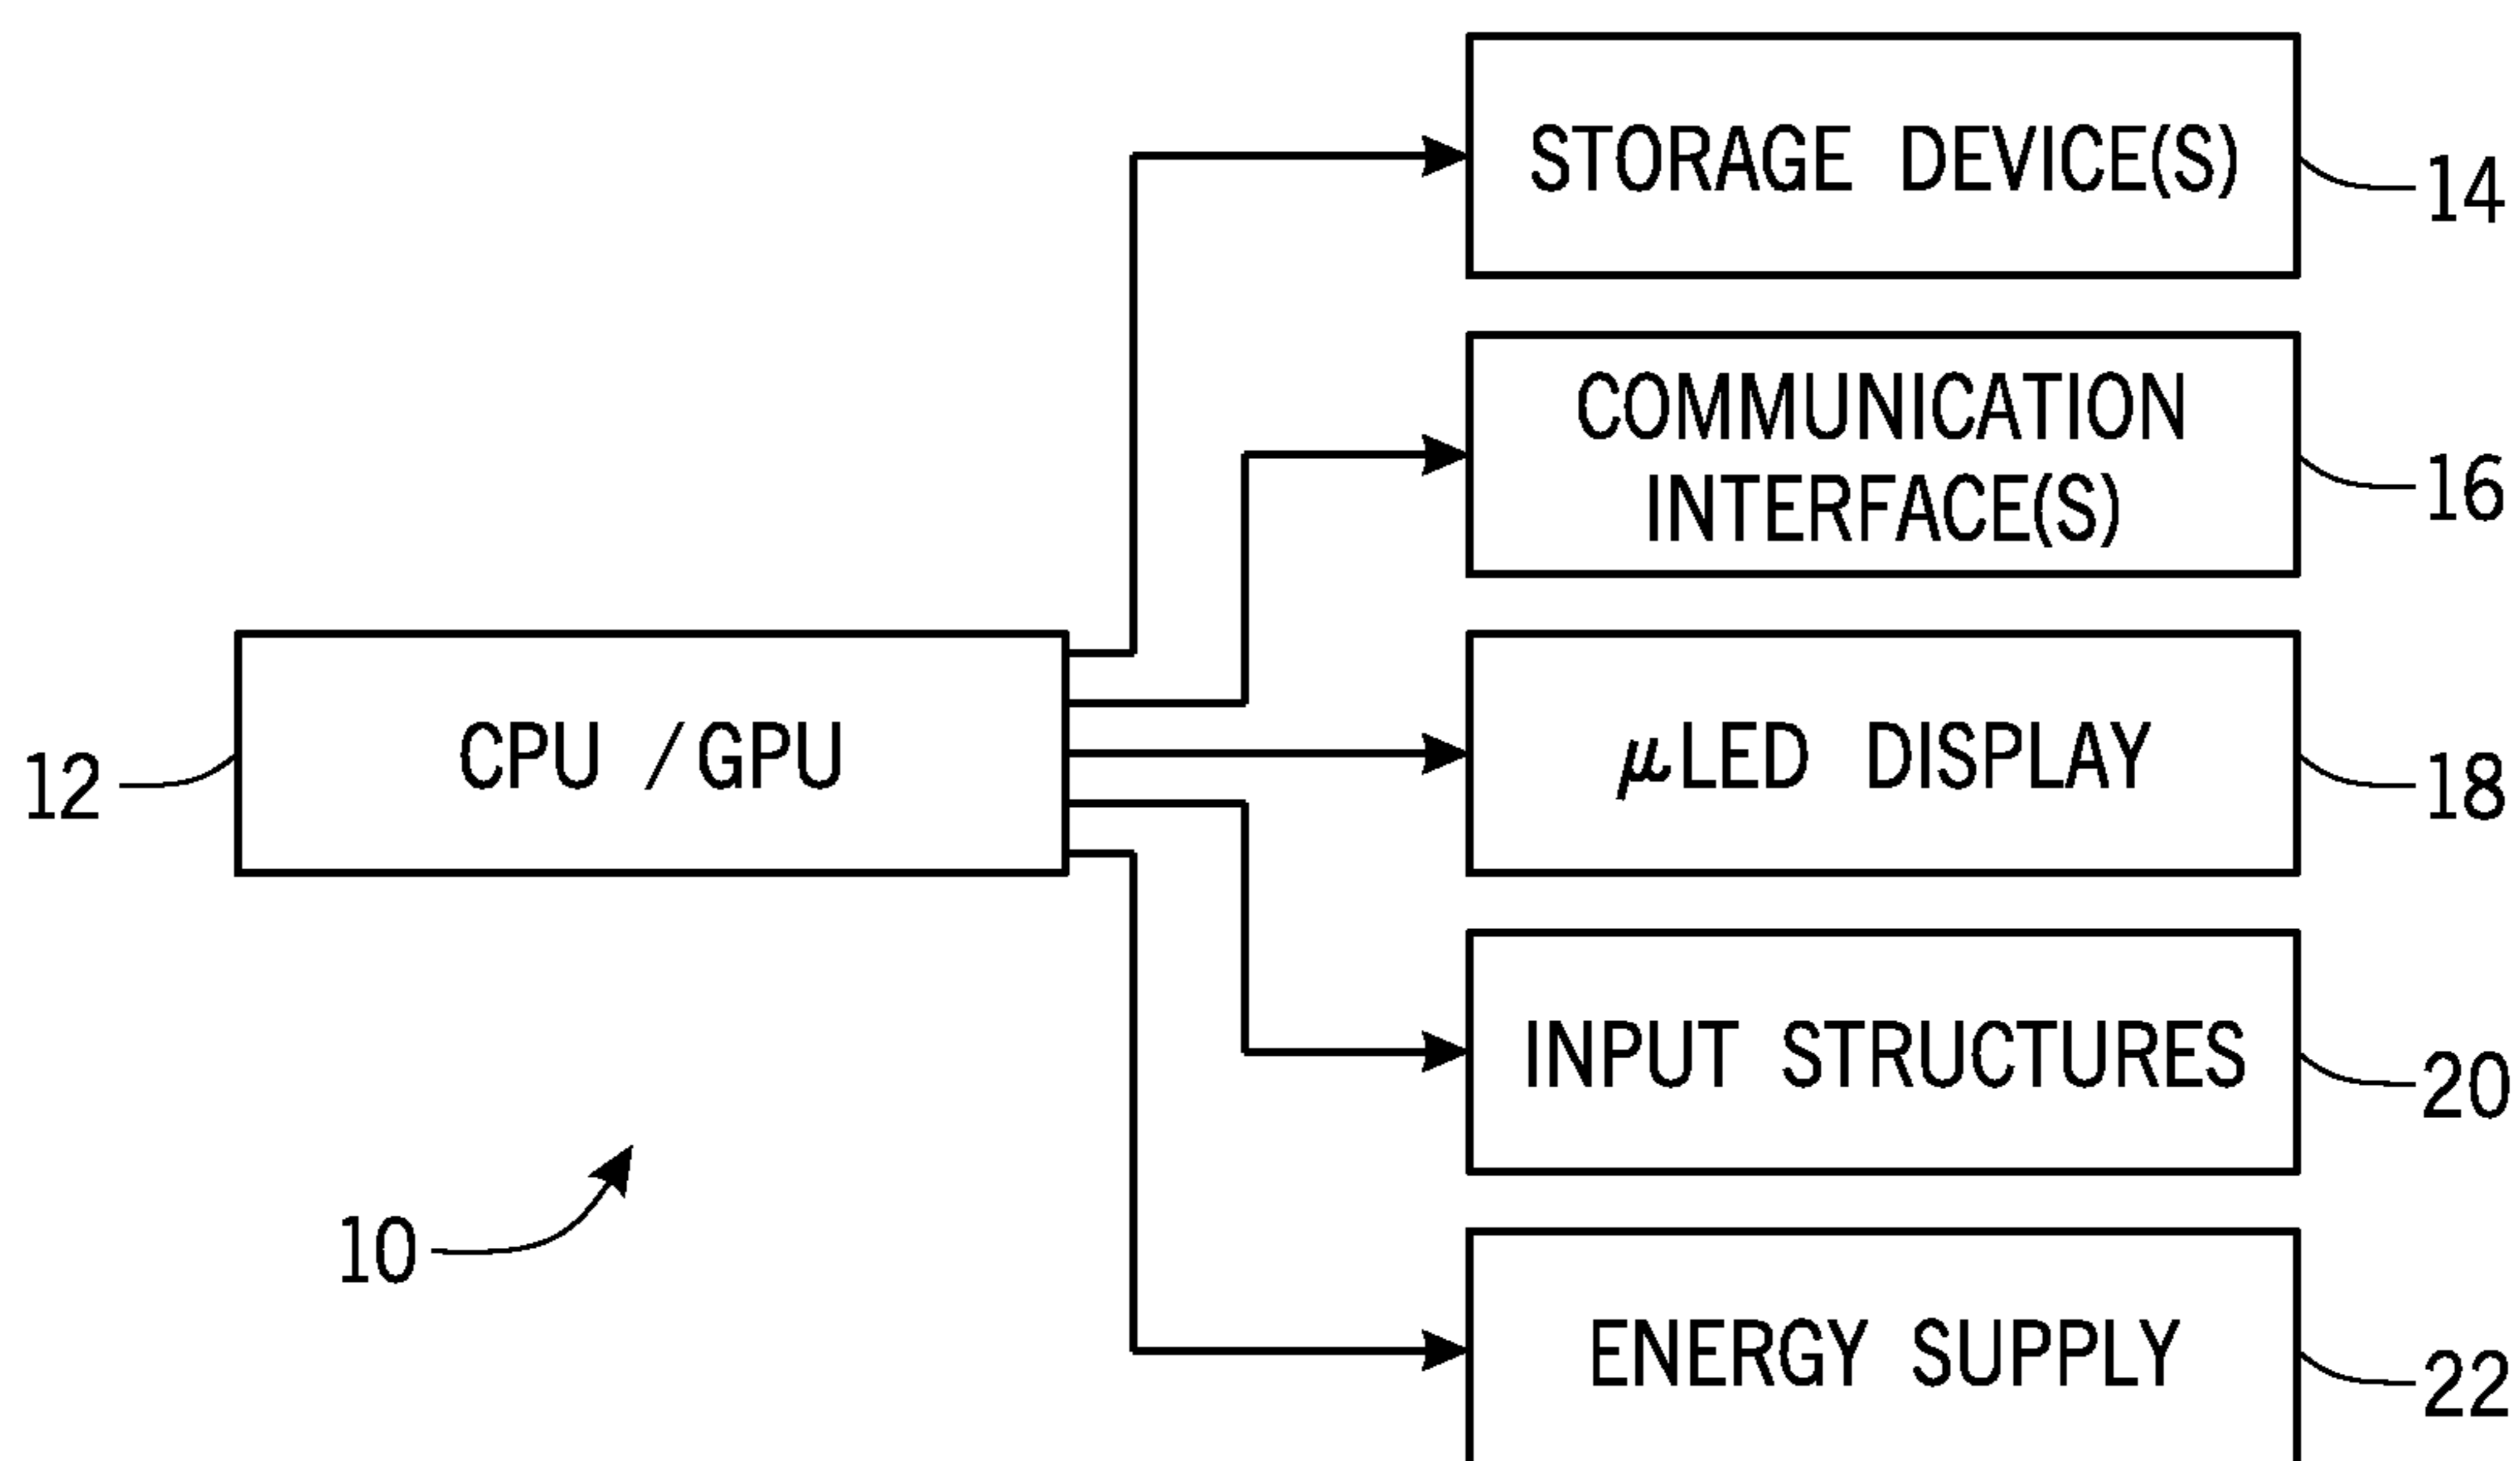 STORAGE DEVICE(S)
14
COMMUNICATION
INTERFACE(S)
16
12
CPU /GPU
μLED DISPLAY
18
INPUT STRUCTURES
20
10
ENERGY SUPPLY
22